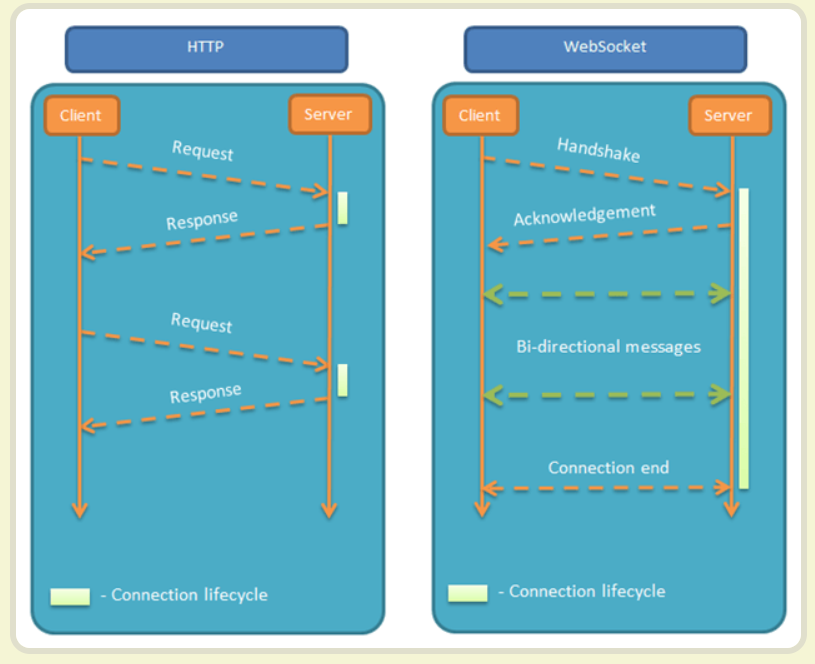 HTTP
Client
Server
Request
Response
Request
Response
- Connection lifecycle
WebSocket
Client
Server
Handshake
Acknowledgement
Bi-directional messages
Connection end
- Connection lifecycle